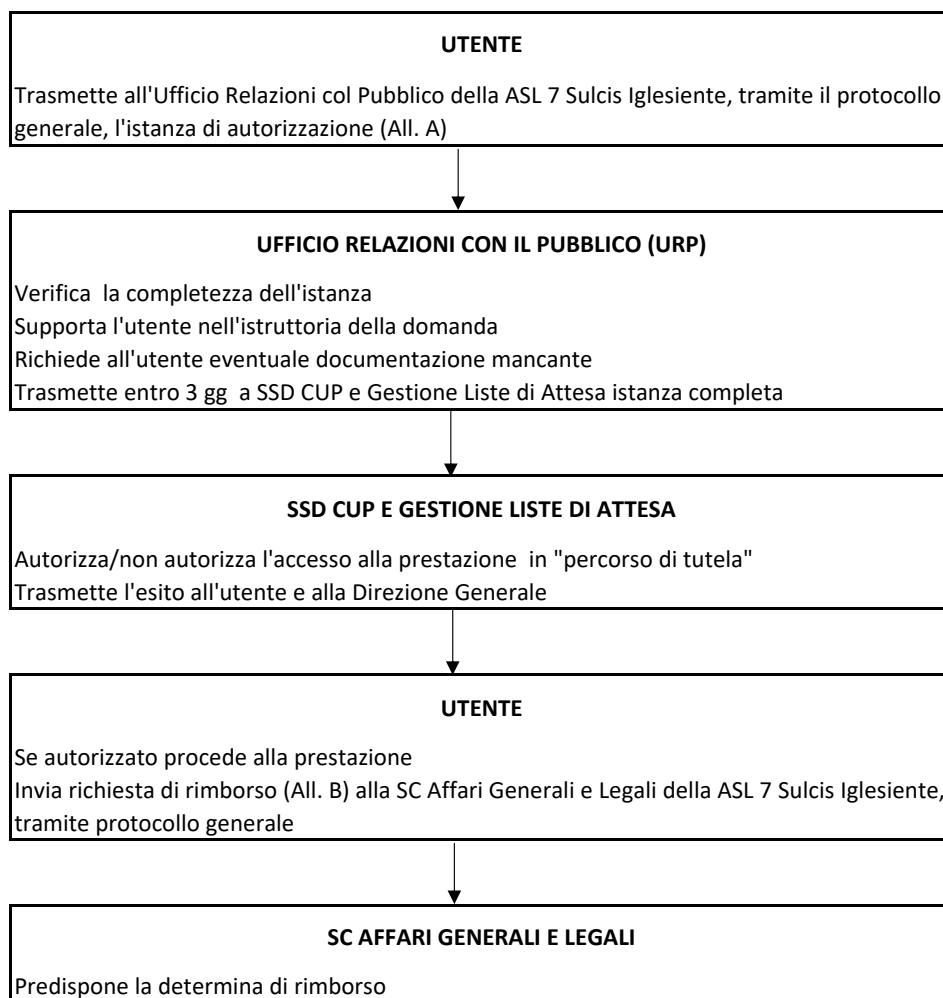 UTENTE
Trasmette all'Ufficio Relazioni col Pubblico della ASL 7 Sulcis Iglesiente, tramite il protocollo
generale, l'istanza di autorizzazione (All. A)
UFFICIO RELAZIONI CON IL PUBBLICO (URP)
Verifica la completezza dell'istanza
Supporta l'utente nell'istruttoria della domanda
Richiede all'utente eventuale documentazione mancante
Trasmette entro 3 gg a SSD CUP e Gestione Liste di Attesa istanza completa
SSD CUP E GESTIONE LISTE DI ATTESA
Autorizza/non autorizza l'accesso alla prestazione in "percorso di tutela"
Trasmette l'esito all'utente e alla Direzione Generale
UTENTE
Se autorizzato procede alla prestazione
Invia richiesta di rimborso (All. B) alla SC Affari Generali e Legali della ASL 7 Sulcis Iglesiente,
tramite protocollo generale
SC AFFARI GENERALI E LEGALI
Predispone la determina di rimborso